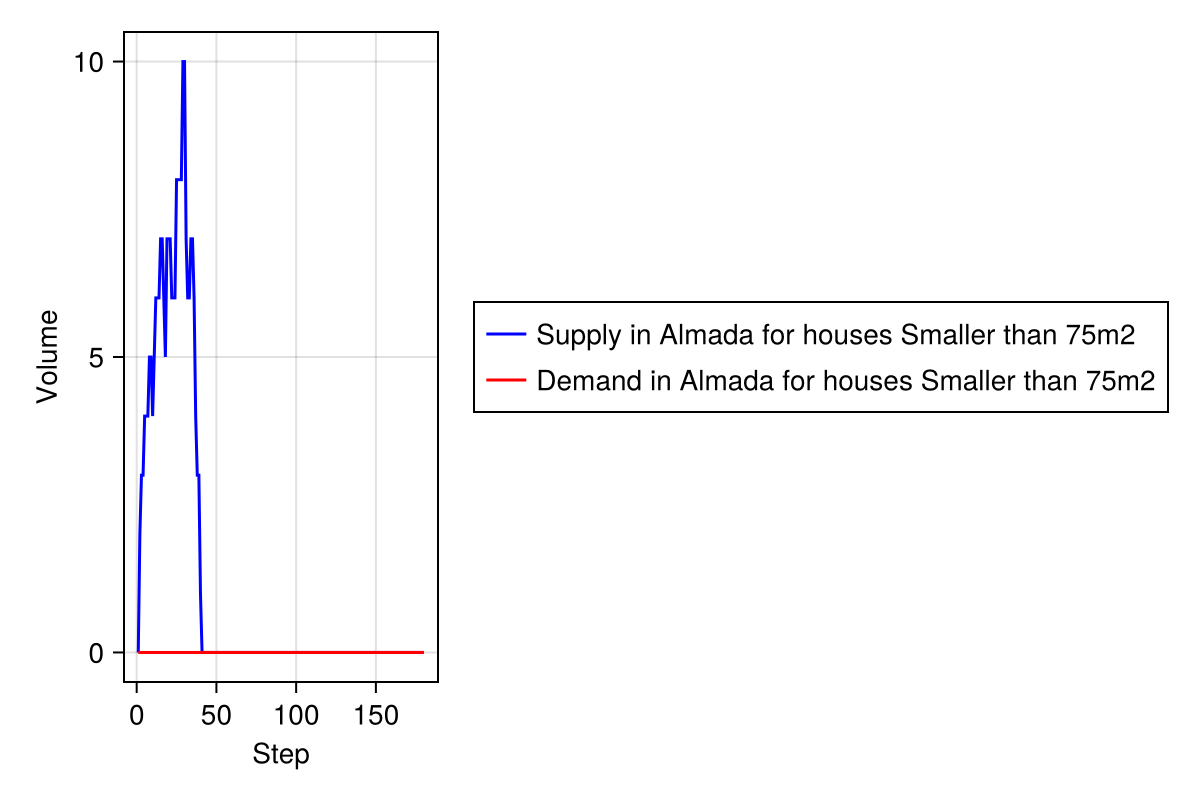 10
5
0
Volume
0 50 100 150
Step
Supply in Almada for houses Smaller than 75m2
Demand in Almada for houses Smaller than 75m2